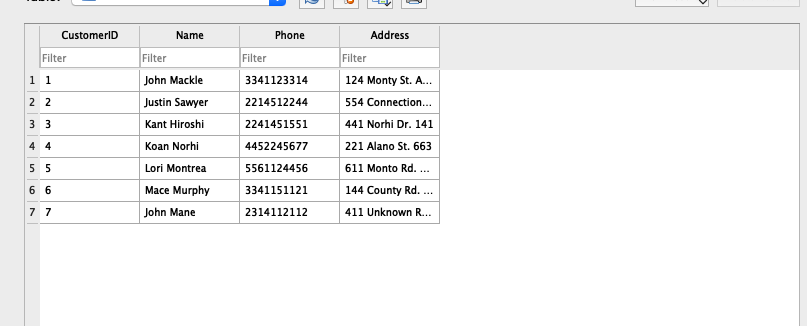 CustomerID Name Phone Address
Filter Filter Filter Filter
1 1 John Mackle 3341123314 124 Monty St. A...
2 2 Justin Sawyer 2214512244 554 Connection...
3 3 Kant Hiroshi 2241451551 441 Norhi Dr. 141
4 4 Koan Norhi 4452245677 221 Alano St. 663
5 5 Lori Montrea 5561124456 611 Monto Rd. ...
6 6 Mace Murphy 3341151121 144 County Rd. ...
7 7 John Mane 2314112112 411 Unknown R...